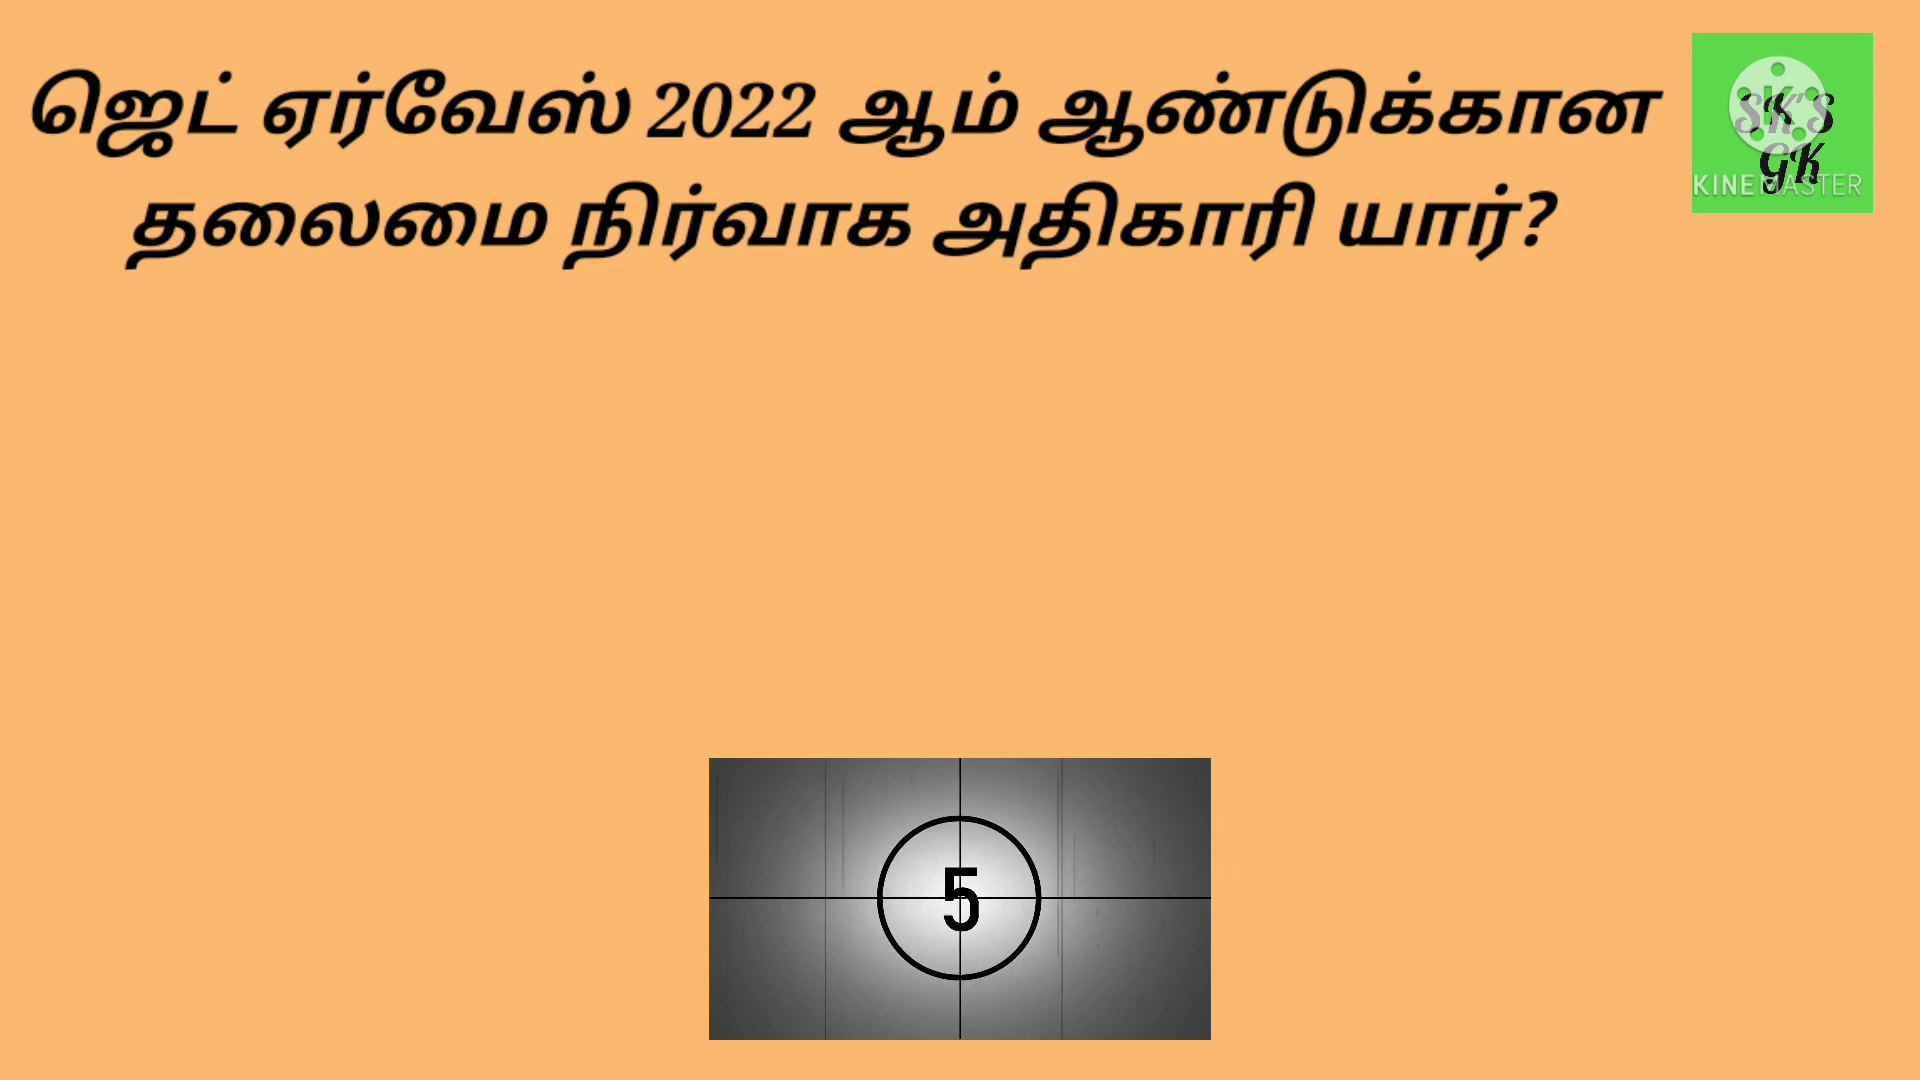 ஜெட் ஏர்வேஸ் 2022 ஆம் ஆண்டுக்கான
தலைமை நிர்வாக அதிகாரி யார்?
SK'S
GK
KINEMASTER
5